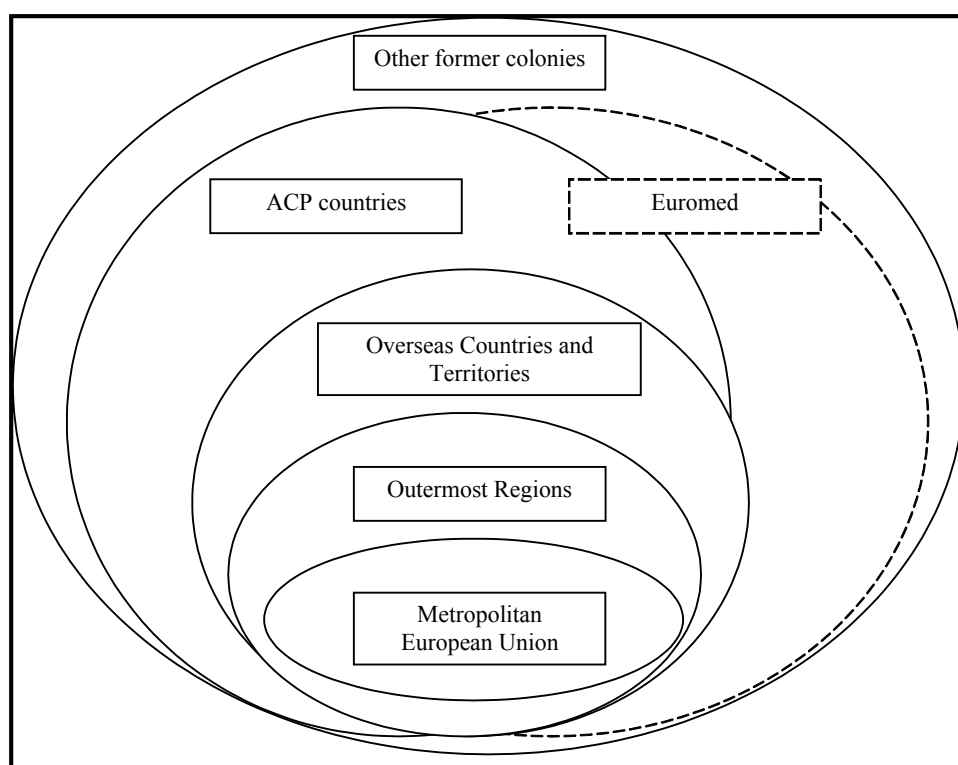 Other former colonies
ACP countries
Euromed
Overseas Countries and
Territories
Outermost Regions
Metropolitan
European Union